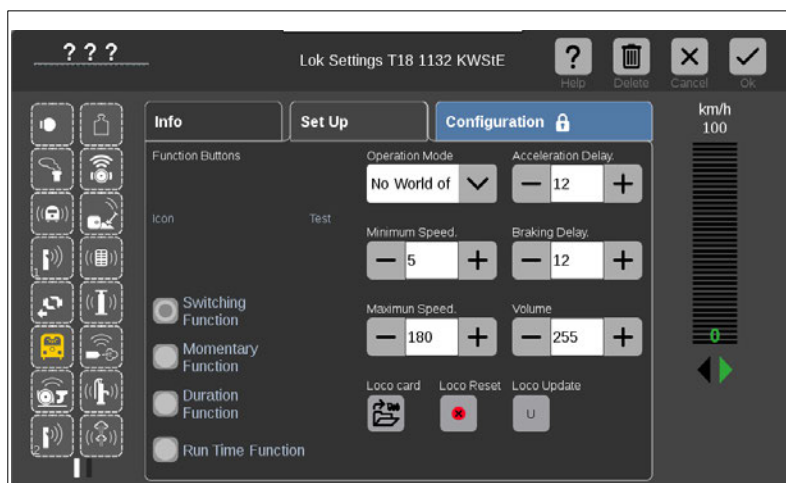 ? ? ?
Lok Settings T18 1132 KWStE
?
Help
Delete
Cancel
Ok
Info
Set Up
Configuration
km/h
100
Function Buttons
Operation Mode
Acceleration Delay.
No World of
12
Icon
Test
Minimum Speed.
Braking Delay.
5
12
Switching
Function
Maximun Speed.
Volume
180
255
Momentary
Function
Duration
Function
Loco card
Loco Reset
Loco Update
U
Run Time Function
1
2
0